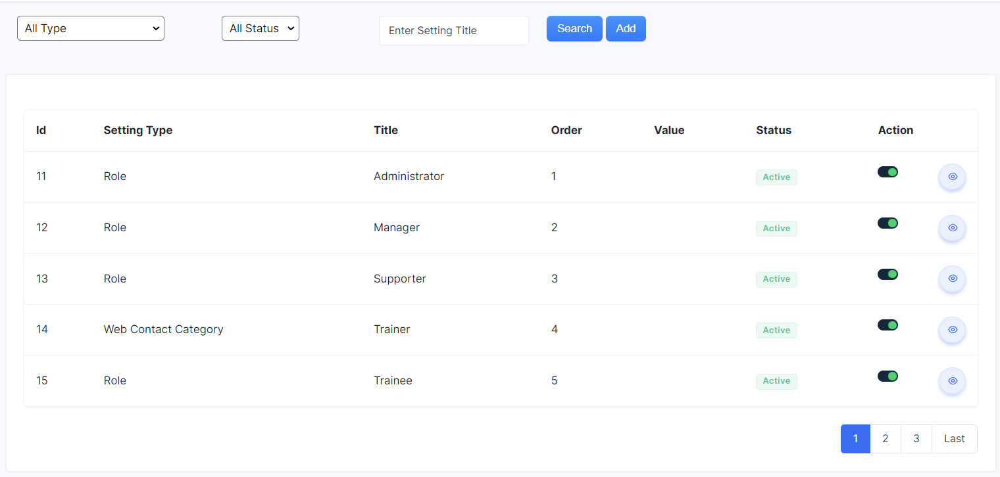 All Type All Status Enter Setting Title Search Add
Id Setting Type Title Order Value Status Action
11 Role Administrator 1 Active
12 Role Manager 2 Active
13 Role Supporter 3 Active
14 Web Contact Category Trainer 4 Active
15 Role Trainee 5 Active
1 2 3 Last